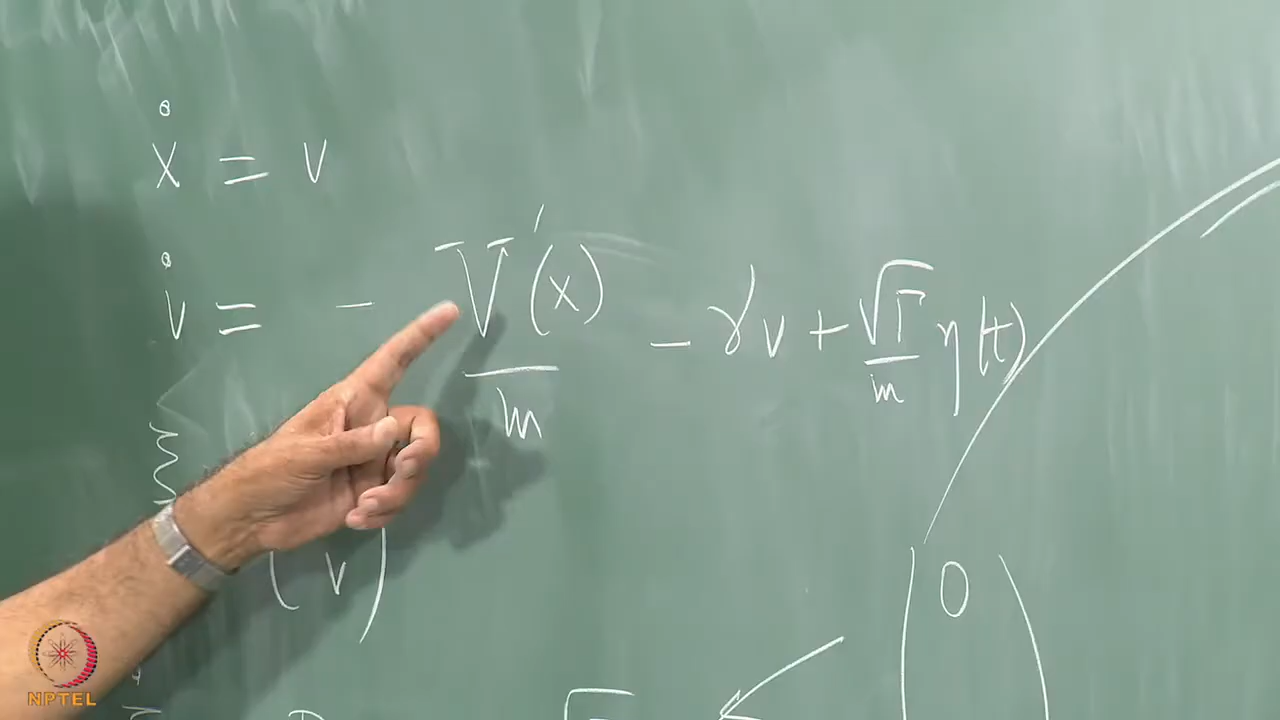 ẋ = v
v̇ = - V'(x)/m - γv + √Γ/m η(t)
ξ
( v )
( 0 )
NPTEL